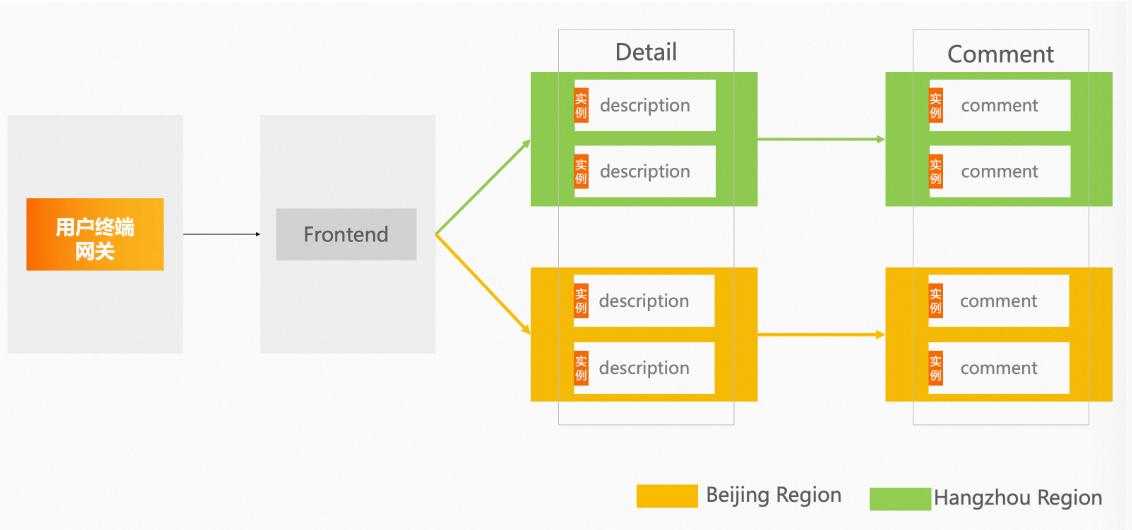 用户终端
网关
Frontend
Detail
实例
description
实例
description
实例
description
实例
description
Comment
实例
comment
实例
comment
实例
comment
实例
comment
Beijing Region
Hangzhou Region